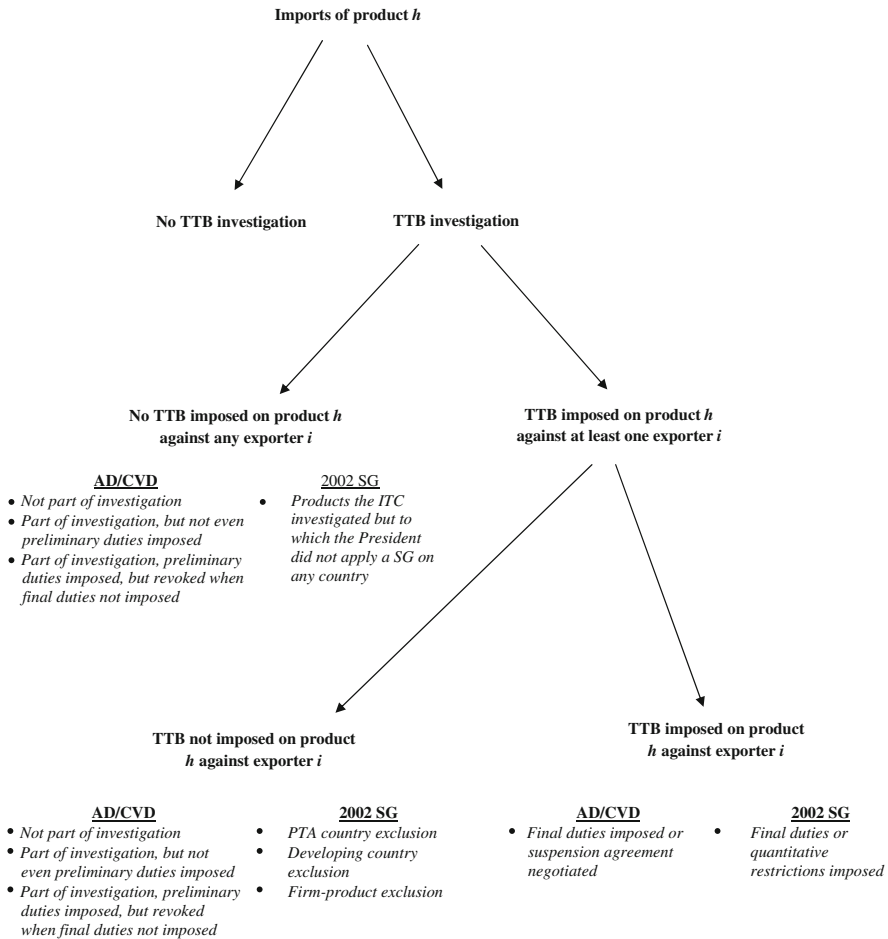 Imports of product h
No TTB investigation
TTB investigation
No TTB imposed on product h
against any exporter i
TTB imposed on product h
against at least one exporter i
AD/CVD
• Not part of investigation
• Part of investigation, but not even
preliminary duties imposed
• Part of investigation, preliminary
duties imposed, but revoked when
final duties not imposed
2002 SG
• Products the ITC
investigated but to
which the President
did not apply a SG on
any country
TTB not imposed on product
h against exporter i
TTB imposed on product
h against exporter i
AD/CVD
• Not part of investigation
• Part of investigation, but not
even preliminary duties imposed
• Part of investigation, preliminary
duties imposed, but revoked
when final duties not imposed
2002 SG
• PTA country exclusion
• Developing country
exclusion
• Firm-product exclusion
AD/CVD
• Final duties imposed or
suspension agreement
negotiated
2002 SG
• Final duties or
quantitative
restrictions imposed